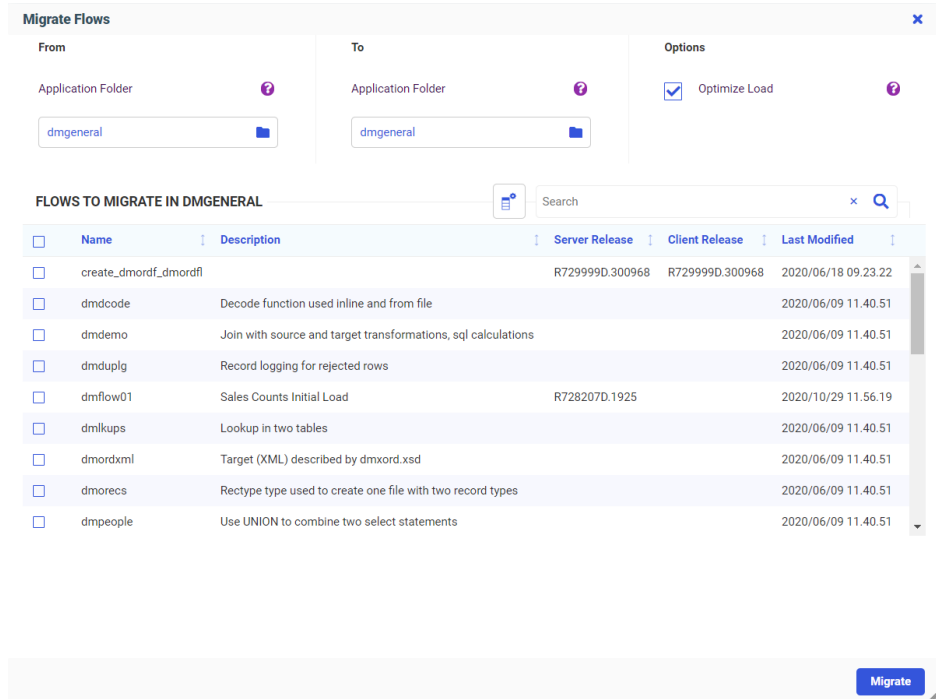 Migrate Flows
From
To
Options
Application Folder
Application Folder
Optimize Load
dmgeneral
dmgeneral
FLOWS TO MIGRATE IN DMGENERAL
Search
Name Description Server Release Client Release Last Modified
create_dmordf_dmordfl R729999D.300968 R729999D.300968 2020/06/18 09.23.22
dmdcode Decode function used inline and from file 2020/06/09 11.40.51
dmdemo Join with source and target transformations, sql calculations 2020/06/09 11.40.51
dmduplg Record logging for rejected rows 2020/06/09 11.40.51
dmflow01 Sales Counts Initial Load R728207D.1925 2020/10/29 11.56.19
dmlkups Lookup in two tables 2020/06/09 11.40.51
dmordxml Target (XML) described by dmxord.xsd 2020/06/09 11.40.51
dmorecs Rectype type used to create one file with two record types 2020/06/09 11.40.51
dmpeople Use UNION to combine two select statements 2020/06/09 11.40.51
Migrate